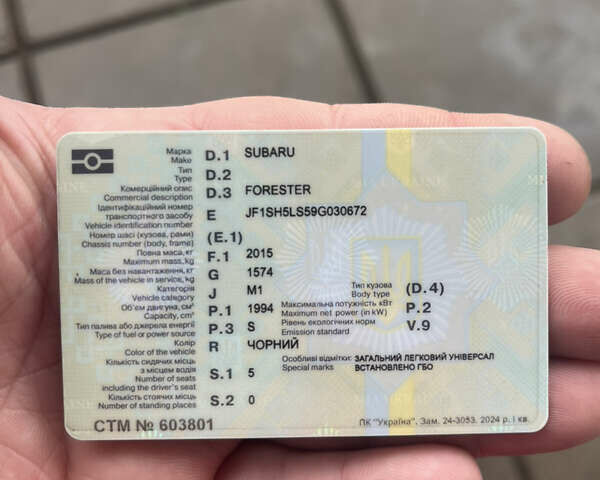 Марка
Make D.1 SUBARU
Тип
Type D.2
Комерційний опис
Commercial description D.3 FORESTER
Ідентифікаційний номер
транспортного засобу
Vehicle identification number E JF1SH5LS59G030672
Номер шасі (кузова, рами)
Chassis number (body, frame) (E.1)
Повна маса, кг
Maximum mass, kg F.1 2015
Маса без навантаження, кг
Mass of the vehicle in service, kg G 1574
Категорія
Vehicle category J M1
Тип кузова
Body type (D.4)
Об'єм двигуна, см³
Capacity, cm³ P.1 1994
Максимальна потужність кВт
Maximum net power (in kW) P.2
Тип палива або джерела енергії
Type of fuel or power source P.3 S
Рівень екологічних норм
Emission standard V.9
Колір
Color of the vehicle R ЧОРНИЙ
Кількість сидячих місць
з місцем водія
Number of seats
including the driver's seat S.1 5
Особливі відмітки: ЗАГАЛЬНИЙ ЛЕГКОВИЙ УНІВЕРСАЛ
Special marks ВСТАНОВЛЕНО ГБО
Кількість стоячих місць
Number of standing places S.2 0
СТМ № 603801
ПК "Україна". Зам. 24-3053. 2024 р. І кв.